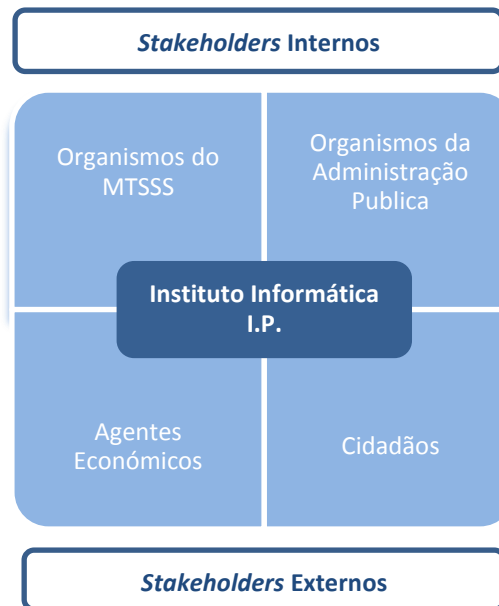 Stakeholders Internos
Organismos do
MTSSS
Organismos da
Administração
Publica
Instituto Informática
I.P.
Agentes
Económicos
Cidadãos
Stakeholders Externos